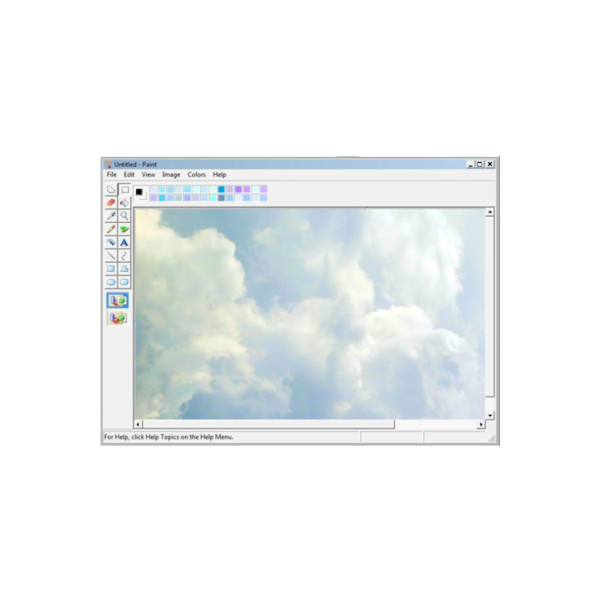 Untitled - Paint
File Edit View Image Colors Help
A
For Help, click Help Topics on the Help Menu.